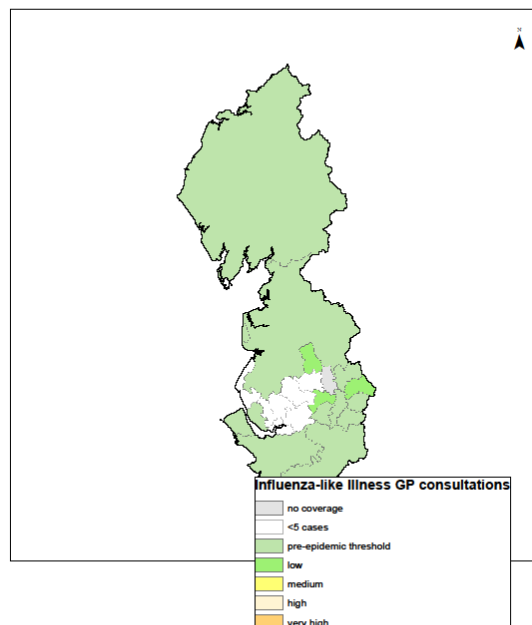 N
Influenza-like Illness GP consultations
no coverage
<5 cases
pre-epidemic threshold
low
medium
high
very high